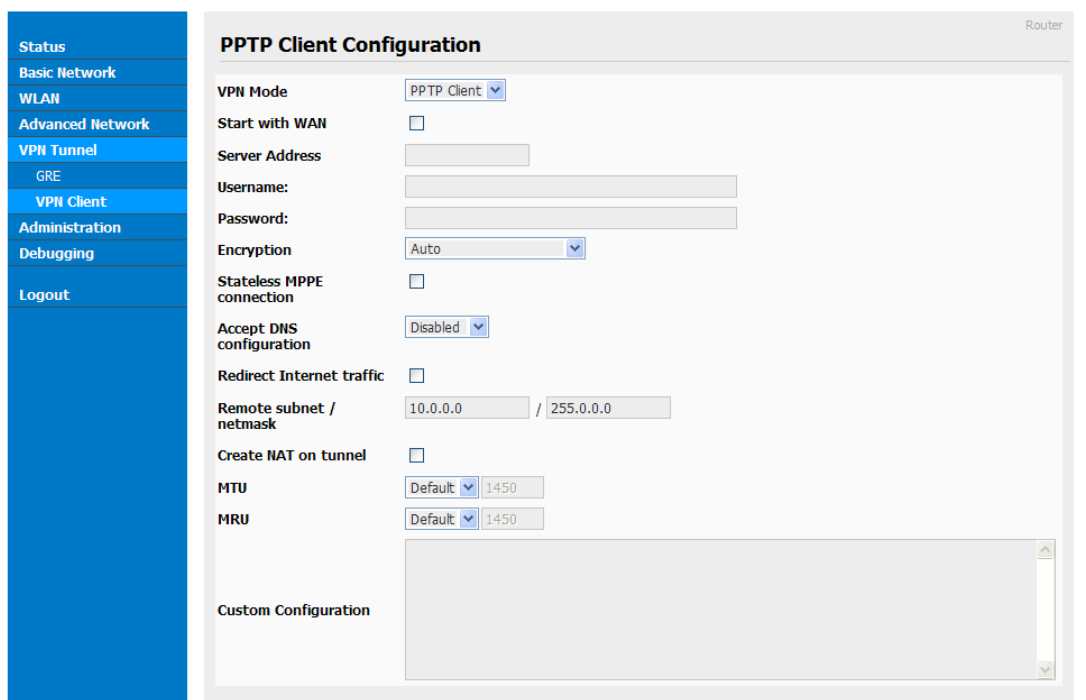 Router
Status
Basic Network
WLAN
Advanced Network
VPN Tunnel
GRE
VPN Client
Administration
Debugging
Logout
PPTP Client Configuration
VPN Mode PPTP Client
Start with WAN
Server Address
Username:
Password:
Encryption Auto
Stateless MPPE
connection
Accept DNS
configuration Disabled
Redirect Internet traffic
Remote subnet /
netmask 10.0.0.0 / 255.0.0.0
Create NAT on tunnel
MTU Default 1450
MRU Default 1450
Custom Configuration